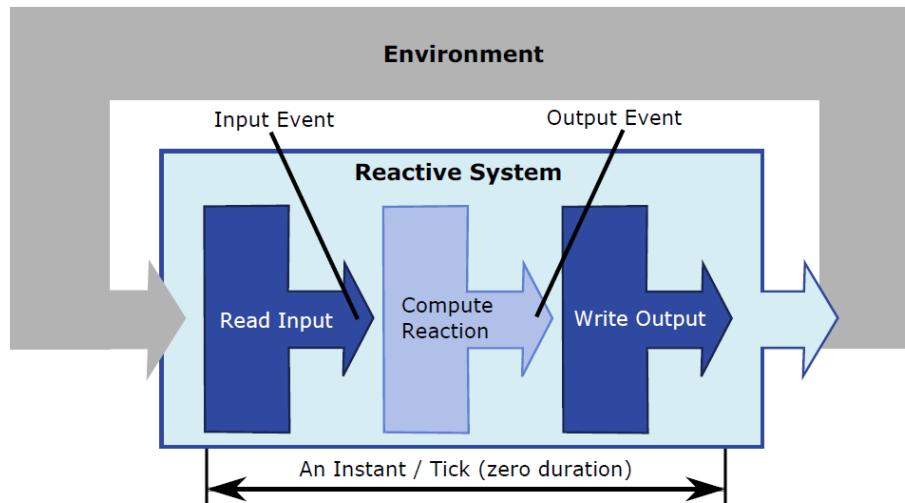 Environment
Input Event
Output Event
Reactive System
Read Input
Compute
Reaction
Write Output
An Instant / Tick (zero duration)